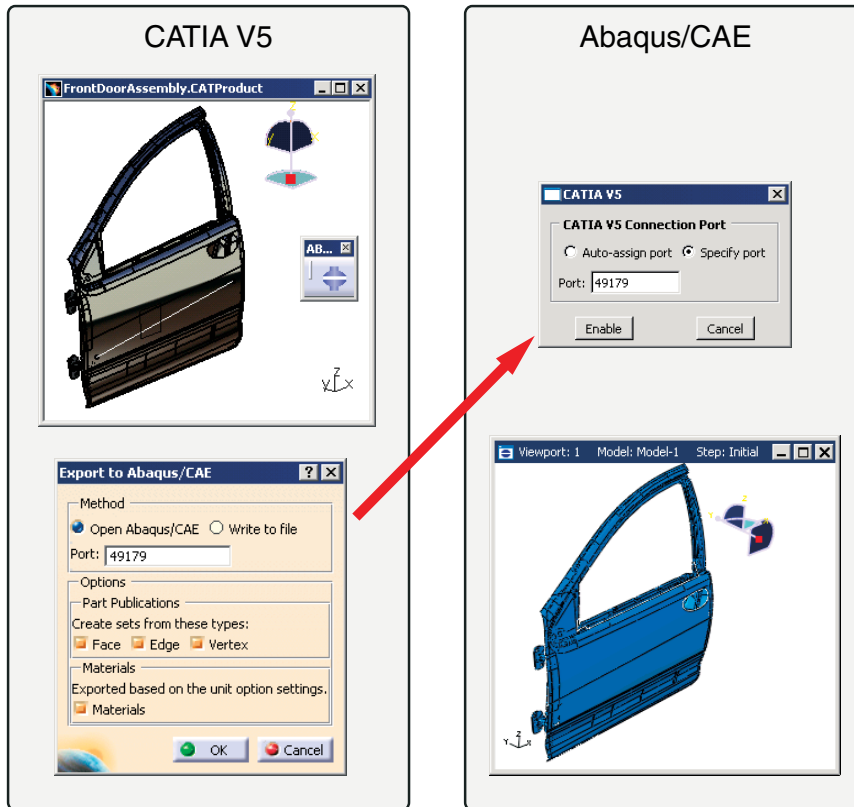 CATIA V5
FrontDoorAssembly.CATProduct
Z
Y
X
AB...
Z
Y
X
Export to Abaqus/CAE
Method
Open Abaqus/CAE Write to file
Port: 49179
Options
Part Publications
Create sets from these types:
Face Edge Vertex
Materials
Exported based on the unit option settings.
Materials
OK Cancel
Abaqus/CAE
CATIA V5
CATIA V5 Connection Port
Auto-assign port Specify port
Port: 49179
Enable Cancel
Viewport: 1 Model: Model-1 Step: Initial
Z
Y
Z
Y X